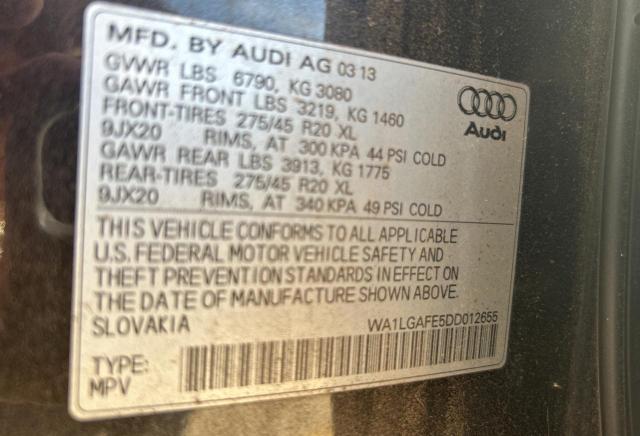 MFD. BY AUDI AG 03 13
GVWR LBS 6790, KG 3080
GAWR FRONT LBS 3219, KG 1460
FRONT-TIRES 275/45 R20 XL
9JX20 RIMS, AT 300 KPA 44 PSI COLD
GAWR REAR LBS 3913, KG 1775
REAR-TIRES 275/45 R20 XL
9JX20 RIMS, AT 340 KPA 49 PSI COLD
Audi
THIS VEHICLE CONFORMS TO ALL APPLICABLE
U.S. FEDERAL MOTOR VEHICLE SAFETY AND
THEFT PREVENTION STANDARDS IN EFFECT ON
THE DATE OF MANUFACTURE SHOWN ABOVE.
SLOVAKIA WA1LGAFE5DD012655
TYPE:
MPV